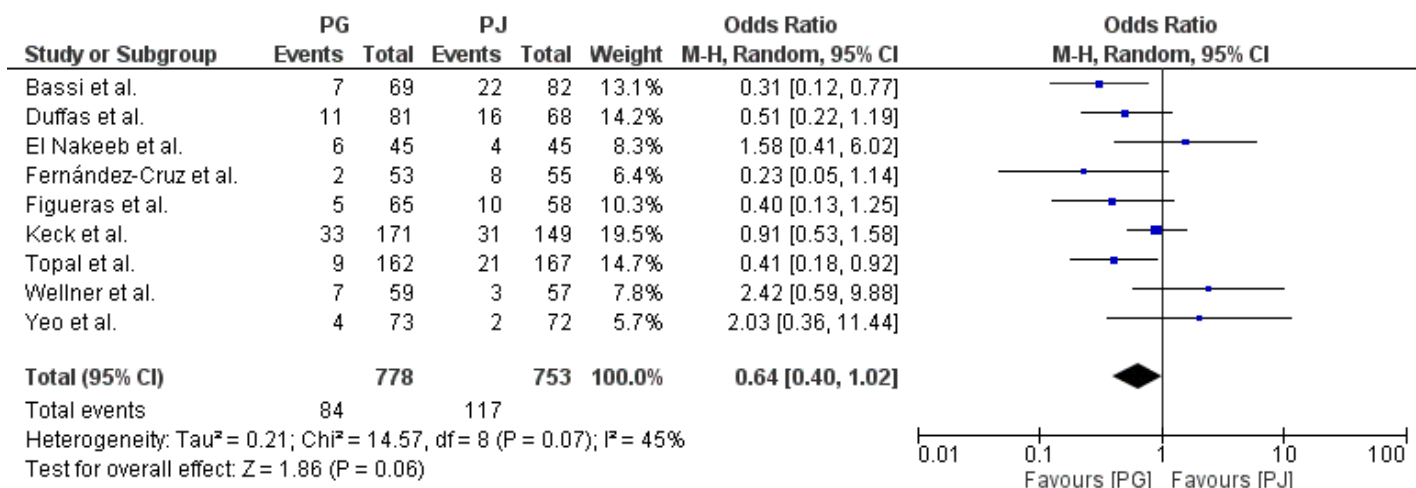 PG PJ Odds Ratio Odds Ratio
Study or Subgroup Events Total Events Total Weight M-H, Random, 95% CI M-H, Random, 95% CI
Bassi et al. 7 69 22 82 13.1% 0.31 [0.12, 0.77]
Duffas et al. 11 81 16 68 14.2% 0.51 [0.22, 1.19]
El Nakeeb et al. 6 45 4 45 8.3% 1.58 [0.41, 6.02]
Fernández-Cruz et al. 2 53 8 55 6.4% 0.23 [0.05, 1.14]
Figueras et al. 5 65 10 58 10.3% 0.40 [0.13, 1.25]
Keck et al. 33 171 31 149 19.5% 0.91 [0.53, 1.58]
Topal et al. 9 162 21 167 14.7% 0.41 [0.18, 0.92]
Wellner et al. 7 59 3 57 7.8% 2.42 [0.59, 9.88]
Yeo et al. 4 73 2 72 5.7% 2.03 [0.36, 11.44]
Total (95% CI) 778 753 100.0% 0.64 [0.40, 1.02]
Total events 84 117
Heterogeneity: Tau² = 0.21; Chi² = 14.57, df = 8 (P = 0.07); I² = 45%
Test for overall effect: Z = 1.86 (P = 0.06)
0.01 0.1 1 10 100
Favours [PG] Favours [PJ]